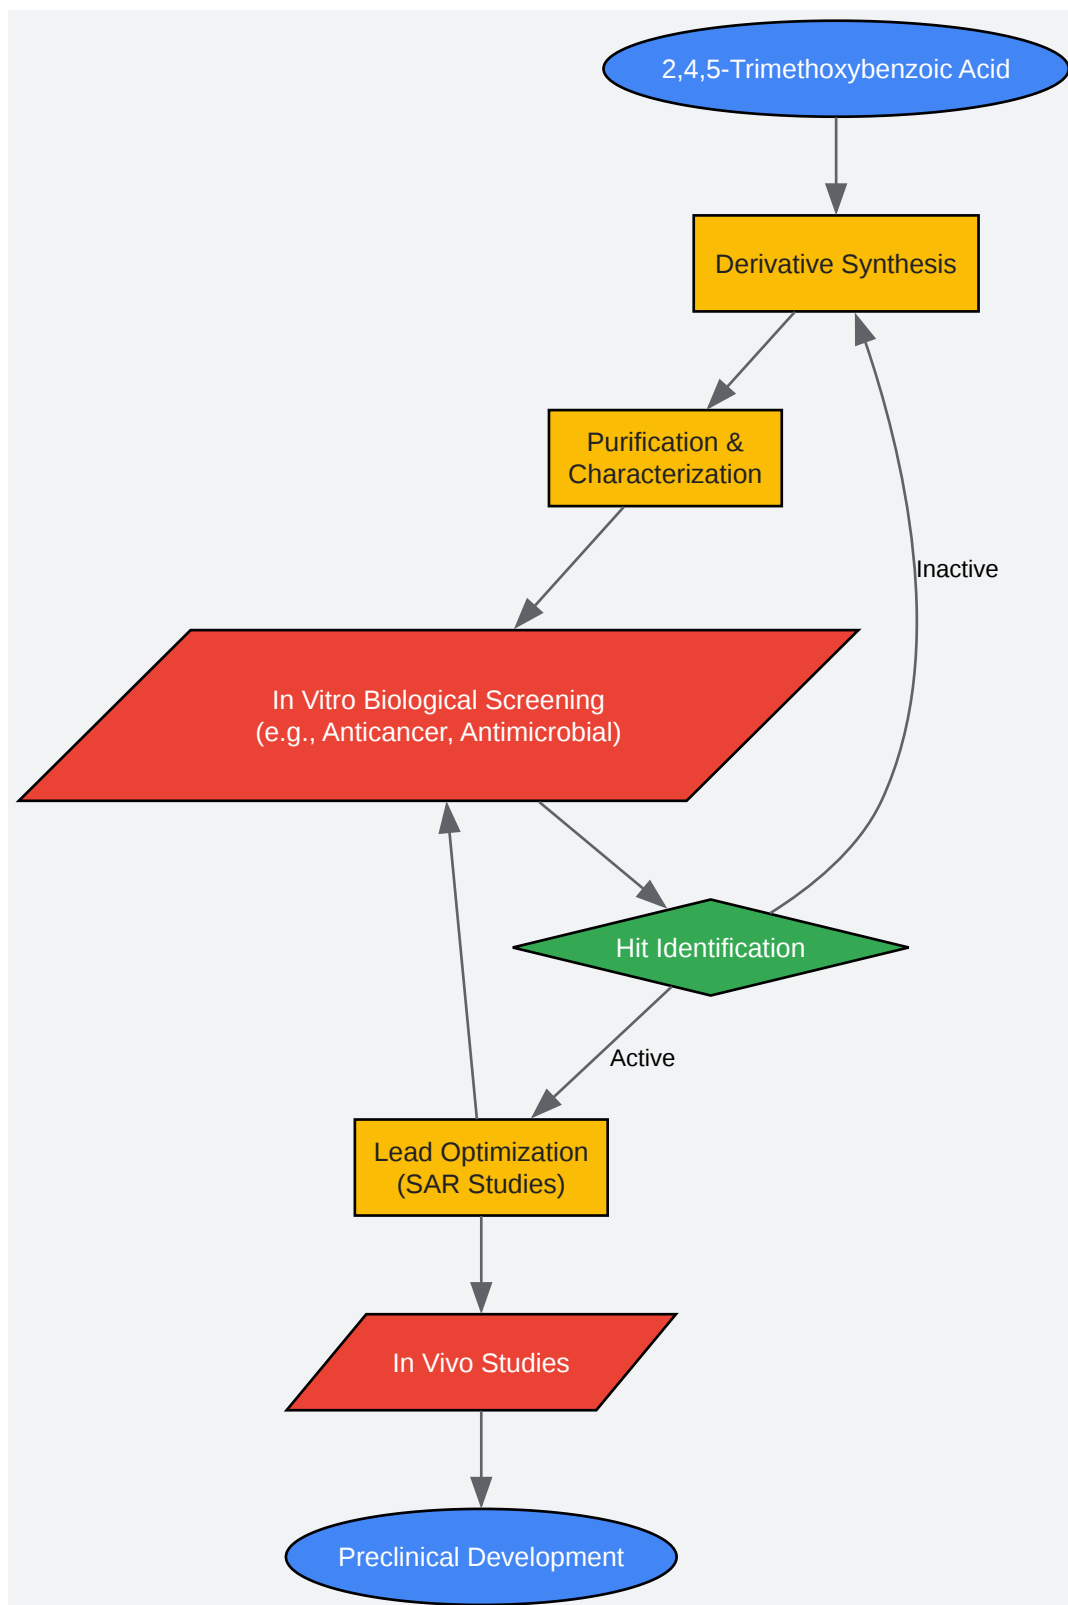 2,4,5-Trimethoxybenzoic Acid
Derivative Synthesis
Purification &
Characterization
Inactive
In Vitro Biological Screening
(e.g., Anticancer, Antimicrobial)
Hit Identification
Active
Lead Optimization
(SAR Studies)
In Vivo Studies
Preclinical Development